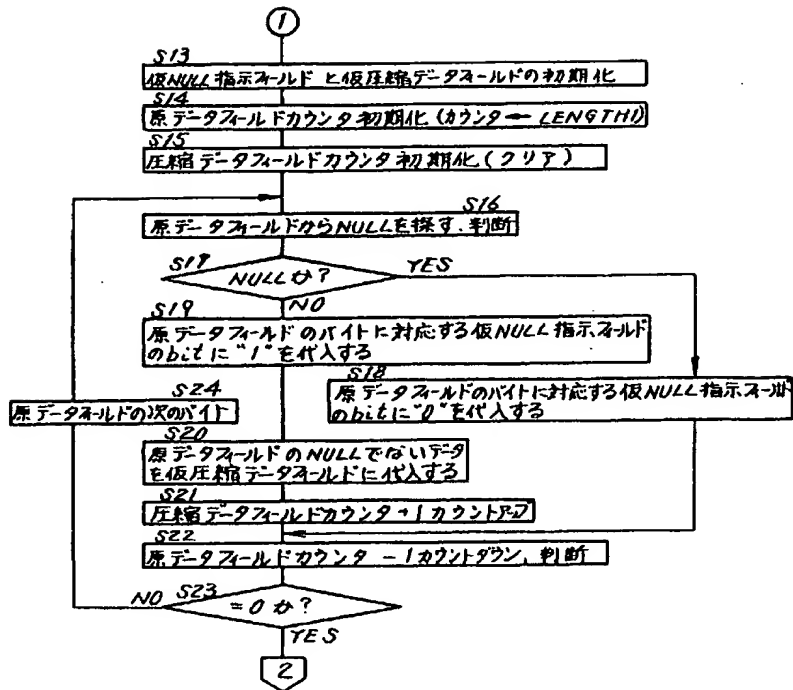 1
S13
仮NULL指示フィールドと仮圧縮データフィールドの初期化
S14
原データフィールドカウンタ初期化(カウンタ←LENGTH1)
S15
圧縮データフィールドカウンタ初期化(クリア)
S16
原データフィールドからNULLを探す、判断
S17
NULLか?
YES
NO
S19
原データフィールドのバイトに対応する仮NULL指示フィールド
のbitに"1"を代入する
S18
原データフィールドのバイトに対応する仮NULL指示フィールド
のbitに"0"を代入する
S24
原データフィールドの次のバイト
S20
原データフィールドのNULLでないデータ
を仮圧縮データフィールドに代入する
S21
圧縮データフィールドカウンタ+1カウントアップ
S22
原データフィールドカウンタ -1カウントダウン、判断
NO
S23
=0か?
YES
2